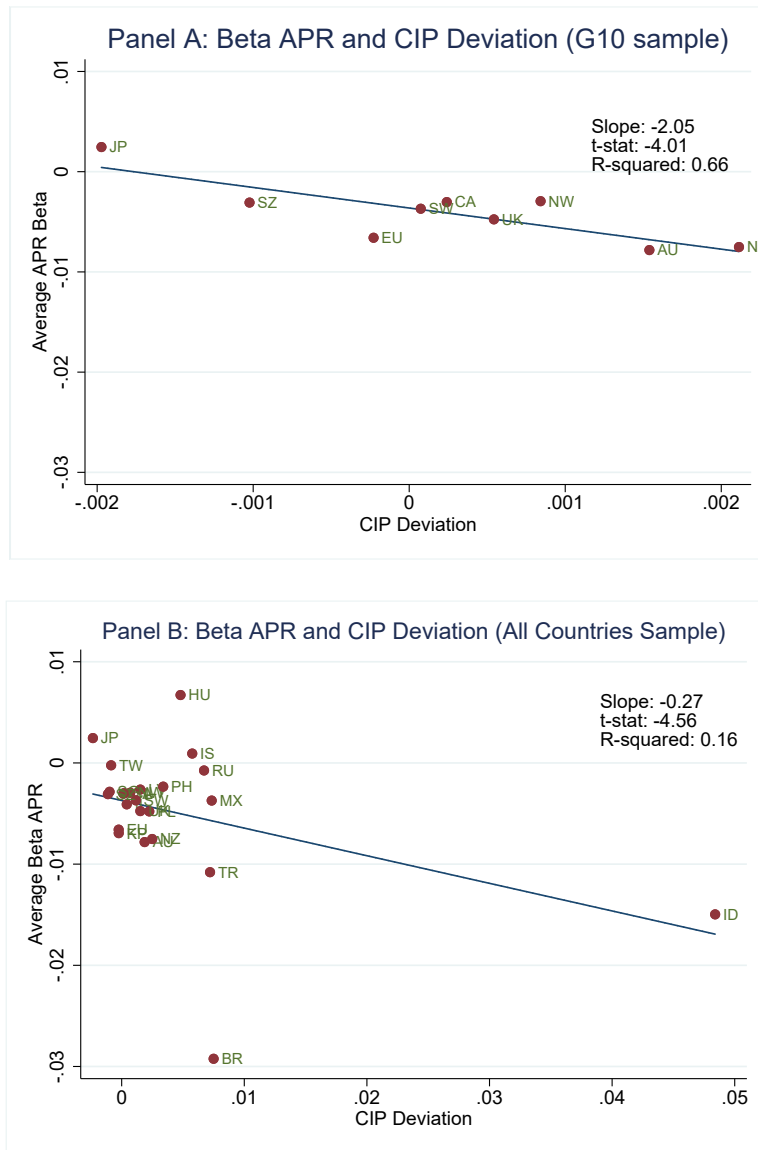 Panel A: Beta APR and CIP Deviation (G10 sample)
.01
0
-.01
-.02
-.03
Average APR Beta
JP
SZ
EU
SW
CA
UK
NW
AU
N
Slope: -2.05
t-stat: -4.01
R-squared: 0.66
-.002
-.001
0
.001
.002
CIP Deviation
Panel B: Beta APR and CIP Deviation (All Countries Sample)
.01
0
-.01
-.02
-.03
Average Beta APR
HU
JP
IS
TW
RU
PH
MX
SW
EU
NZ
AU
TR
ID
BR
Slope: -0.27
t-stat: -4.56
R-squared: 0.16
0
.01
.02
.03
.04
.05
CIP Deviation